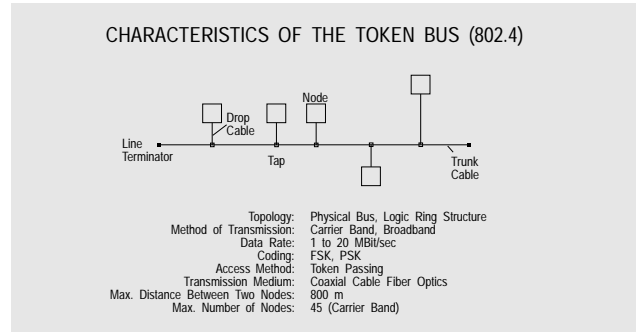 CHARACTERISTICS OF THE TOKEN BUS (802.4)
Node
Drop
Cable
Line
Terminator
Tap
Trunk
Cable
Topology: Physical Bus, Logic Ring Structure
Method of Transmission: Carrier Band, Broadband
Data Rate: 1 to 20 MBit/sec
Coding: FSK, PSK
Access Method: Token Passing
Transmission Medium: Coaxial Cable Fiber Optics
Max. Distance Between Two Nodes: 800 m
Max. Number of Nodes: 45 (Carrier Band)